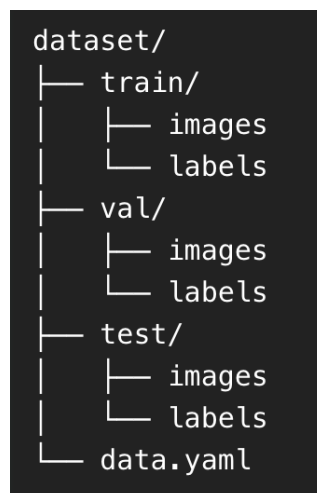 dataset/
├── train/
│   ├── images
│   └── labels
├── val/
│   ├── images
│   └── labels
├── test/
│   ├── images
│   └── labels
└── data.yaml